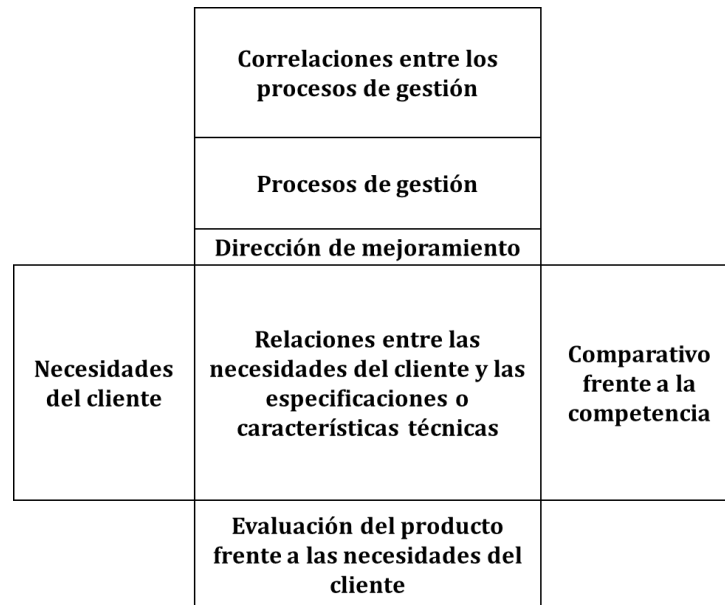 Correlaciones entre los
procesos de gestión
Procesos de gestión
Dirección de mejoramiento
Necesidades
del cliente
Relaciones entre las
necesidades del cliente y las
especificaciones o
característificas técnicas
Comparativo
frente a la
competencia
Evaluación del producto
frente a las necesidades del
cliente